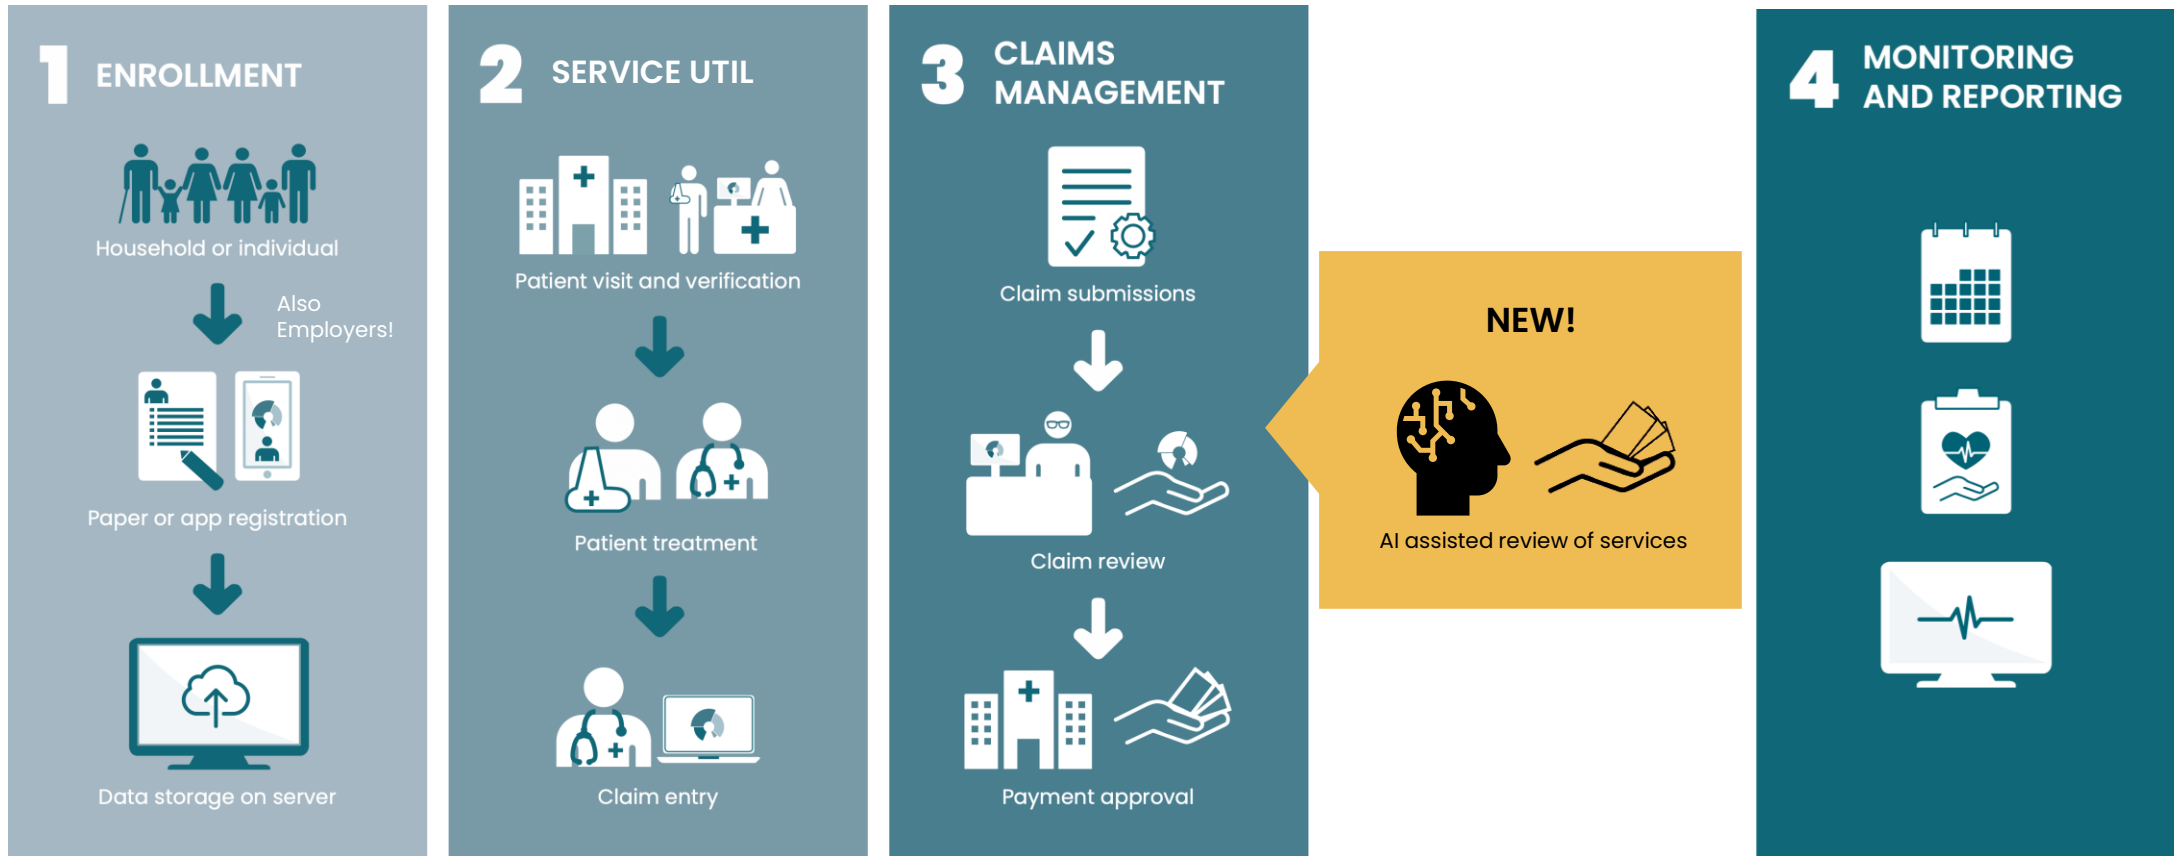 1 ENROLLMENT
Household or individual
Also
Employers!
Paper or app registration
Data storage on server
2 SERVICE UTIL
Patient visit and verification
Patient treatment
Claim entry
3 CLAIMS
MANAGEMENT
Claim submissions
Claim review
Payment approval
NEW!
AI assisted review of services
4 MONITORING
AND REPORTING